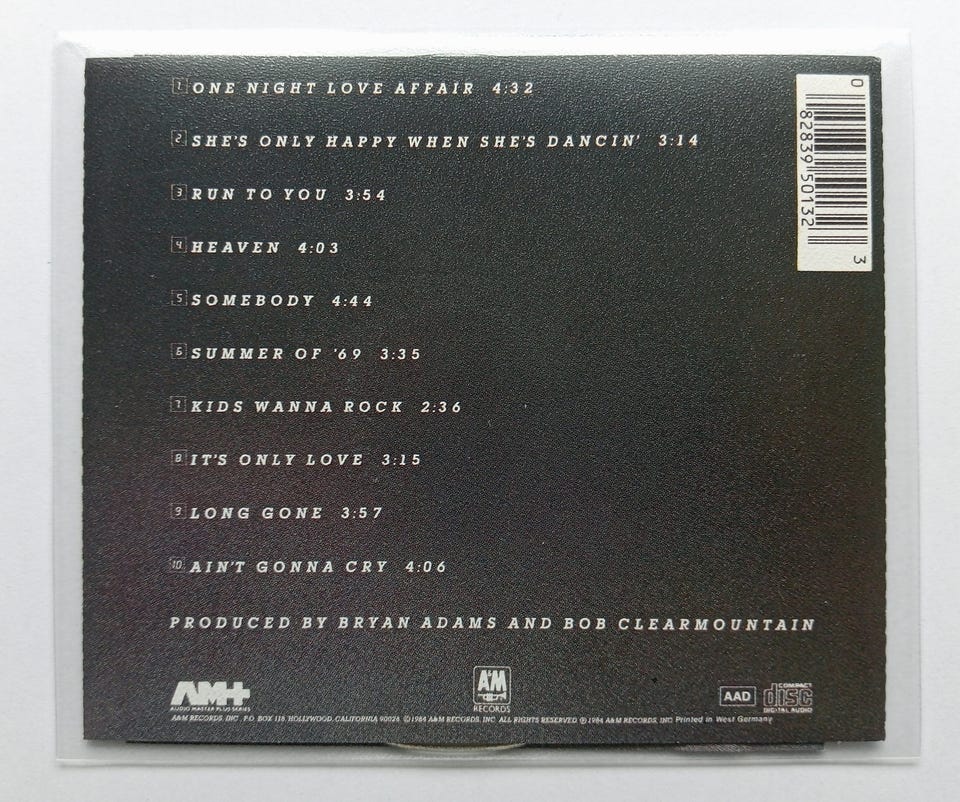 1 ONE NIGHT LOVE AFFAIR 4:32
2 SHE'S ONLY HAPPY WHEN SHE'S DANCIN' 3:14
3 RUN TO YOU 3:54
4 HEAVEN 4:03
5 SOMEBODY 4:44
6 SUMMER OF '69 3:35
7 KIDS WANNA ROCK 2:36
8 IT'S ONLY LOVE 3:15
9 LONG GONE 3:57
10 AIN'T GONNA CRY 4:06
PRODUCED BY BRYAN ADAMS AND BOB CLEARMOUNTAIN
0 82839 50132 3
AM+
AUDIO MASTER PLUS SERIES
A&M
RECORDS
AAD
COMPACT
disc
DIGITAL AUDIO
A&M RECORDS, INC. P.O. BOX 118 HOLLYWOOD, CALIFORNIA 90028 ©1984 A&M RECORDS, INC. ALL RIGHTS RESERVED ℗1984 A&M RECORDS, INC. Printed in West Germany